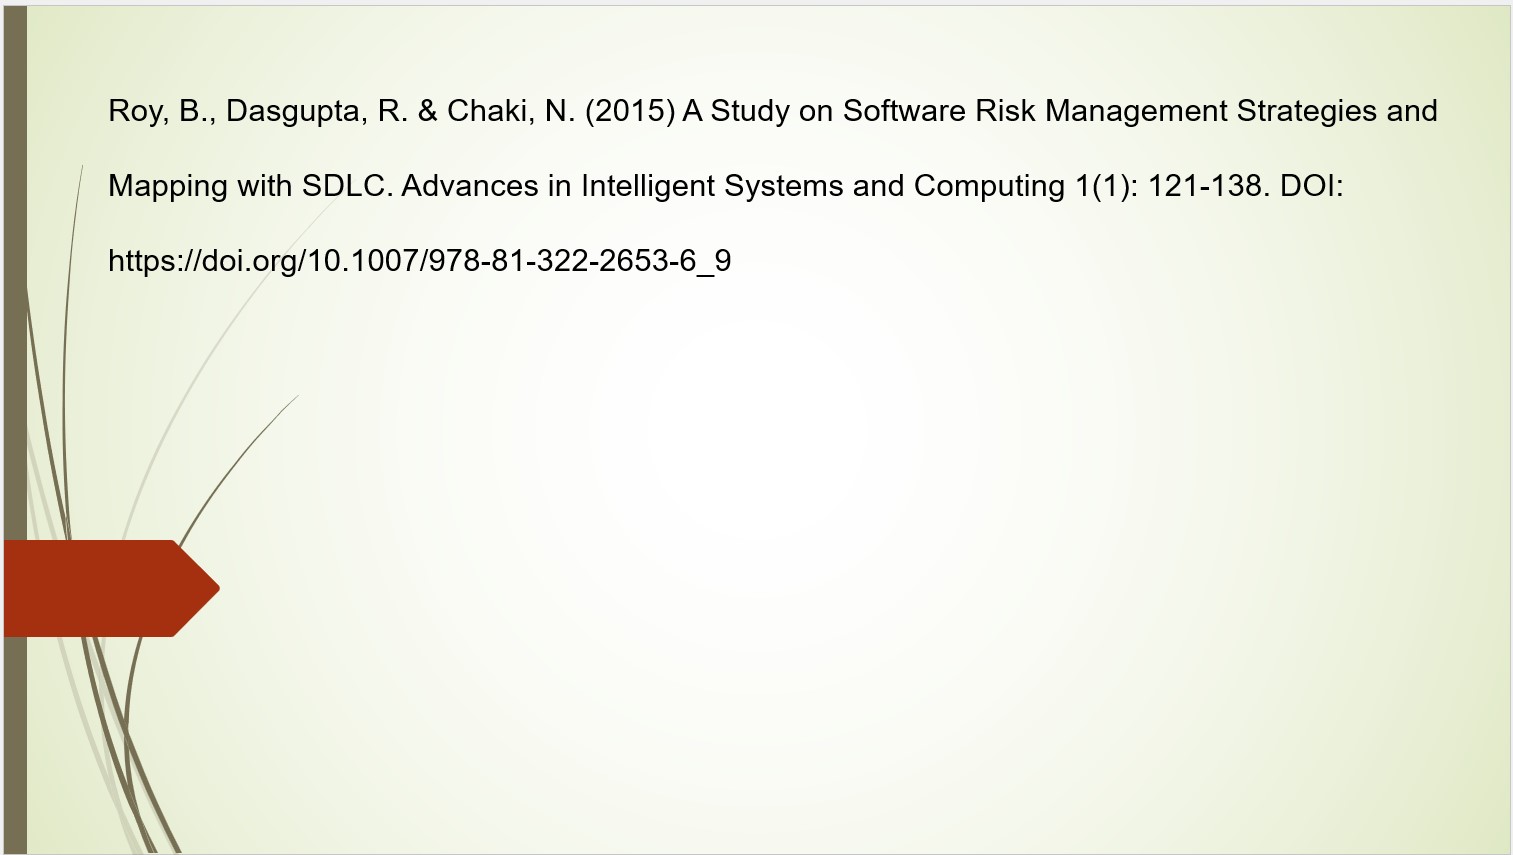 Roy, B., Dasgupta, R. & Chaki, N. (2015) A Study on Software Risk Management Strategies and
Mapping with SDLC. Advances in Intelligent Systems and Computing 1(1): 121-138. DOI:
https://doi.org/10.1007/978-81-322-2653-6_9